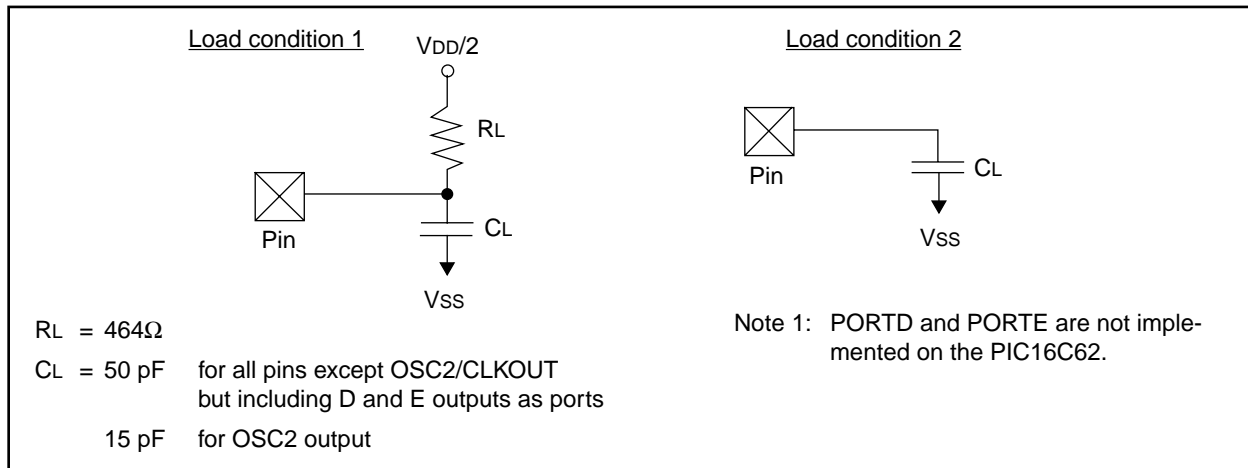 Load condition 1
VDD/2
RL
Pin
CL
VSS
RL = 464Ω
CL = 50 pF for all pins except OSC2/CLKOUT
but including D and E outputs as ports
15 pF for OSC2 output
Load condition 2
Pin
CL
VSS
Note 1: PORTD and PORTE are not imple-
mented on the PIC16C62.